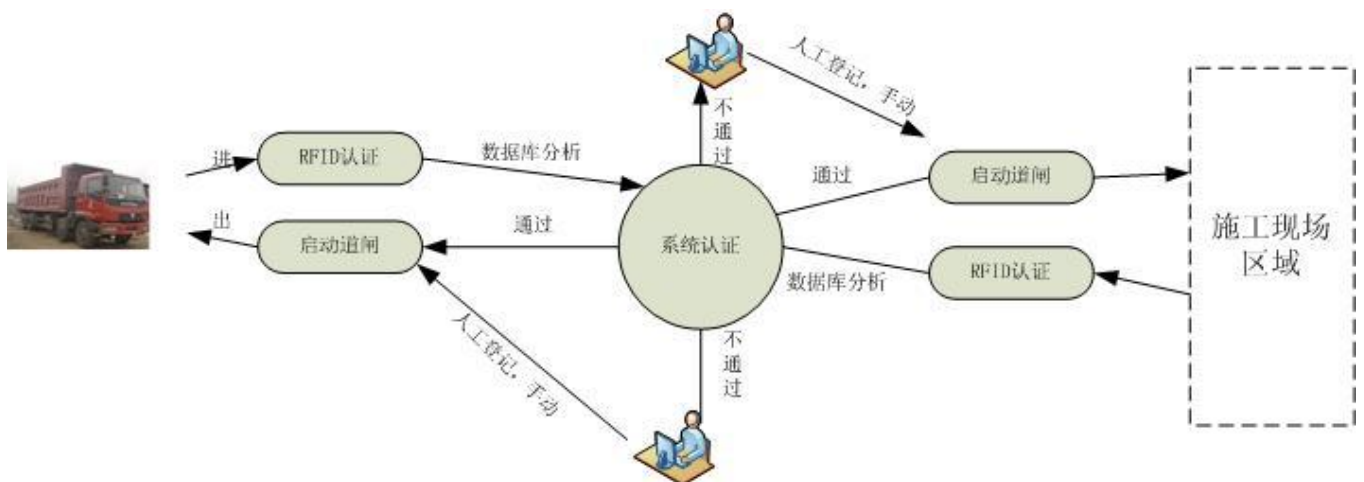 人工登记，手动
不通过
进
RFID认证
数据库分析
通过
启动道闸
出
启动道闸
通过
系统认证
数据库分析
RFID认证
施工现场
区域
人工登记，手动
不通过